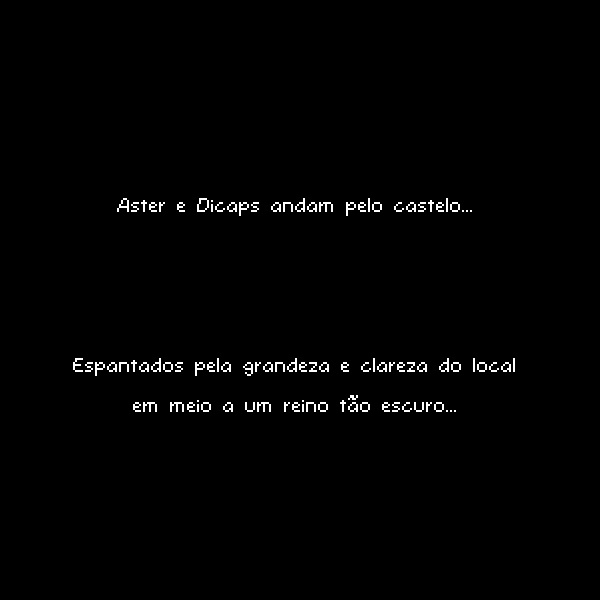 Aster e Dicaps andam pelo castelo...
Espantados pela grandeza e clareza do local
em meio a um reino tão escuro...